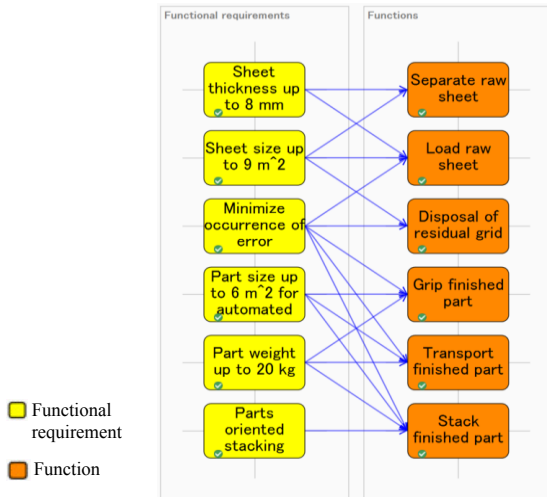 Functional requirements
Functions
Sheet
thickness up
to 8 mm
Separate raw
sheet
Sheet size up
to 9 m^2
Load raw
sheet
Minimize
occurrence of
error
Disposal of
residual grid
Part size up
to 6 m^2 for
automated
Grip finished
part
Part weight
up to 20 kg
Transport
finished part
Parts
oriented
stacking
Stack
finished part
Functional
requirement
Function